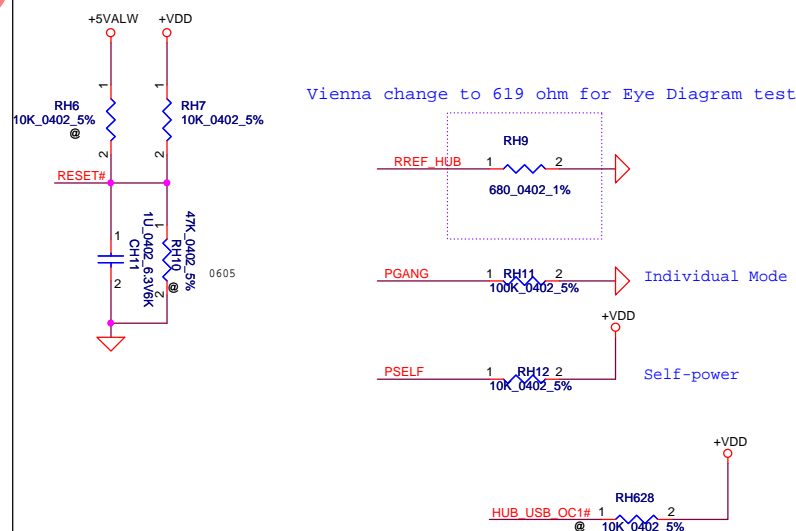 +5VALW
+VDD
RH6
10K_0402_5%
@
1
2
RH7
10K_0402_5%
1
2
RESET#
1
2
1U_0402_6.3V6K
CH11
47K_0402_5%
RH10
@
1
2
0605
Vienna change to 619 ohm for Eye Diagram test
RH9
RREF_HUB
1
2
680_0402_1%
PGANG
1
RH11
2
100K_0402_5%
Individual Mode
+VDD
PSELF
1
RH12
2
10K_0402_5%
Self-power
+VDD
RH628
HUB_USB_OC1#
1
2
@
10K_0402_5%